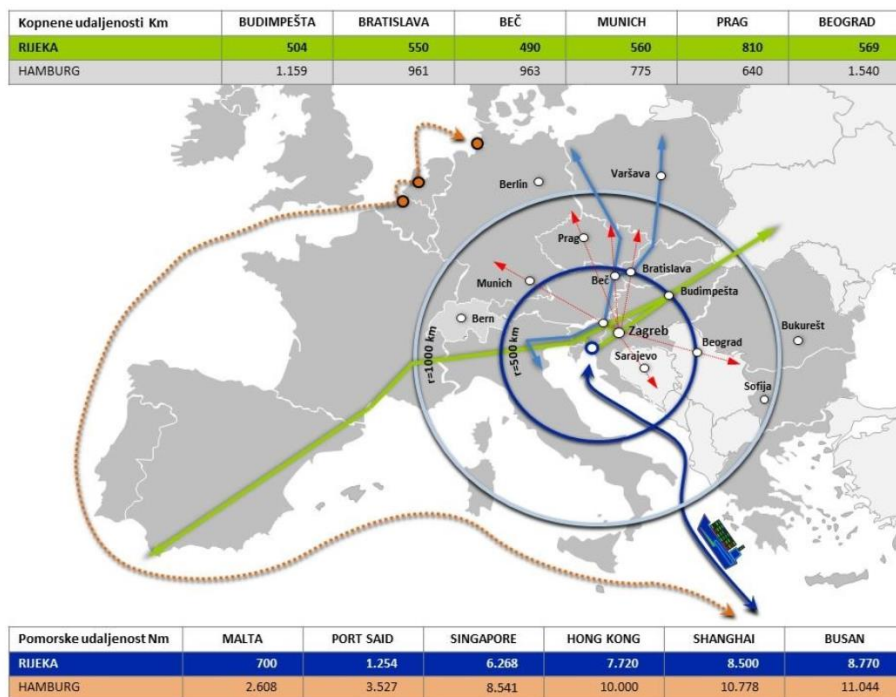 Kopnene udaljenosti Km BUDIMPEŠTA BRATISLAVA BEČ MUNICH PRAG BEOGRAD
RIJEKA 504 550 490 560 810 569
HAMBURG 1.159 961 963 775 640 1.540
Varšava
Berlin
Prag
Bratislava
Beč
Munich
Budimpešta
Bern
Zagreb
Bukurešt
Beograd
Sarajevo
r=1000 km
r=500 km
Sofija
Pomorske udaljenost Nm MALTA PORT SAID SINGAPORE HONG KONG SHANGHAI BUSAN
RIJEKA 700 1.254 6.268 7.720 8.500 8.770
HAMBURG 2.608 3.527 8.541 10.000 10.778 11.044